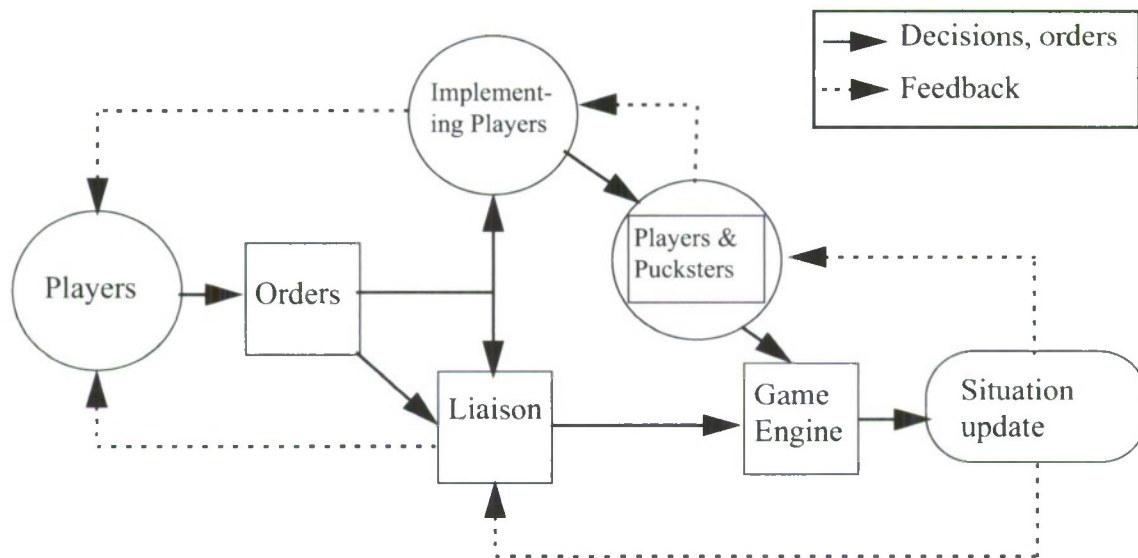 Decisions, orders
Feedback
Implement-
ing Players
Players &
Pucksters
Players
Orders
Liaison
Game
Engine
Situation
update